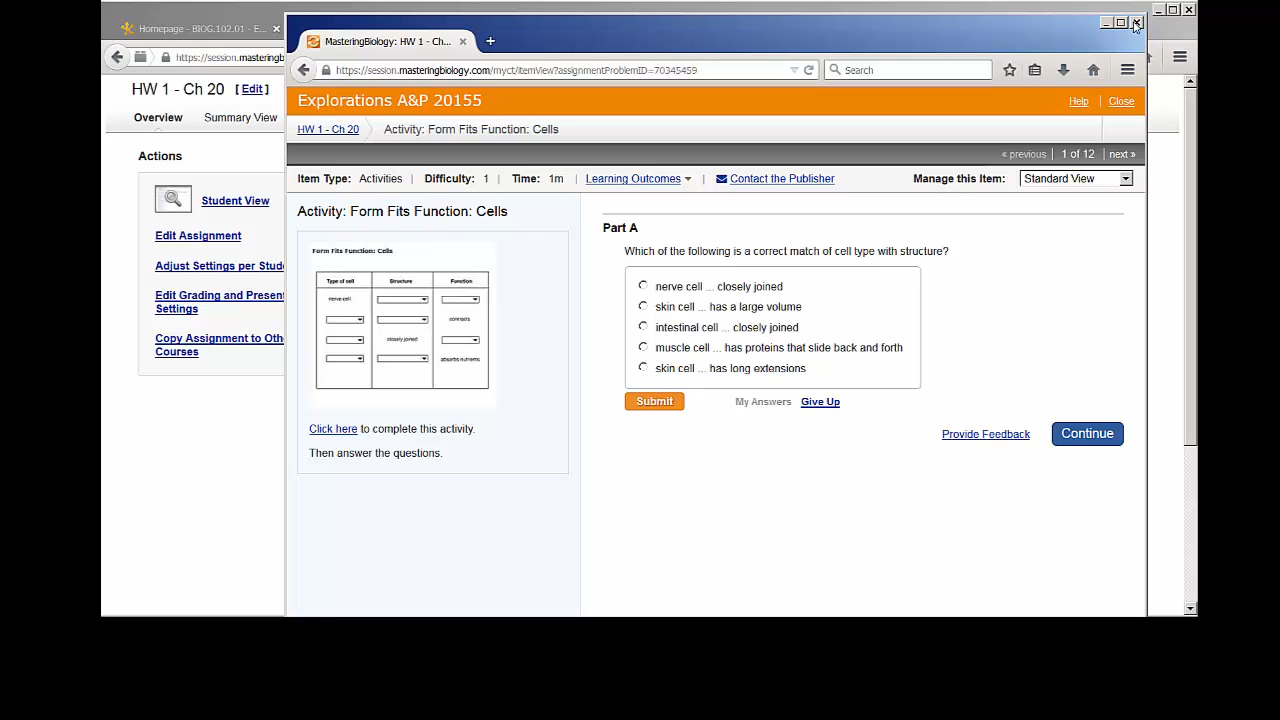 Homepage - BIOG.102.01 - E...
https://session.masteringb
HW 1 - Ch 20 [ Edit ]
Overview Summary View
Actions
Student View
Edit Assignment
Adjust Settings per Stude
Edit Grading and Present
Settings
Copy Assignment to Othe
Courses
MasteringBiology: HW 1 - Ch...
https://session.masteringbiology.com/myct/itemView?assignmentProblemID=70345459
Search
Explorations A&P 20155
Help | Close
HW 1 - Ch 20 Activity: Form Fits Function: Cells
« previous | 1 of 12 | next »
Item Type: Activities | Difficulty: 1 | Time: 1m | Learning Outcomes | Contact the Publisher
Manage this Item: Standard View
Activity: Form Fits Function: Cells
Form Fits Function: Cells
Type of cell Structure Function
nerve cell
contracts
closely joined
absorbs nutrients
Click here to complete this activity.
Then answer the questions.
Part A
Which of the following is a correct match of cell type with structure?
nerve cell ... closely joined
skin cell ... has a large volume
intestinal cell ... closely joined
muscle cell ... has proteins that slide back and forth
skin cell ... has long extensions
Submit My Answers Give Up
Provide Feedback Continue